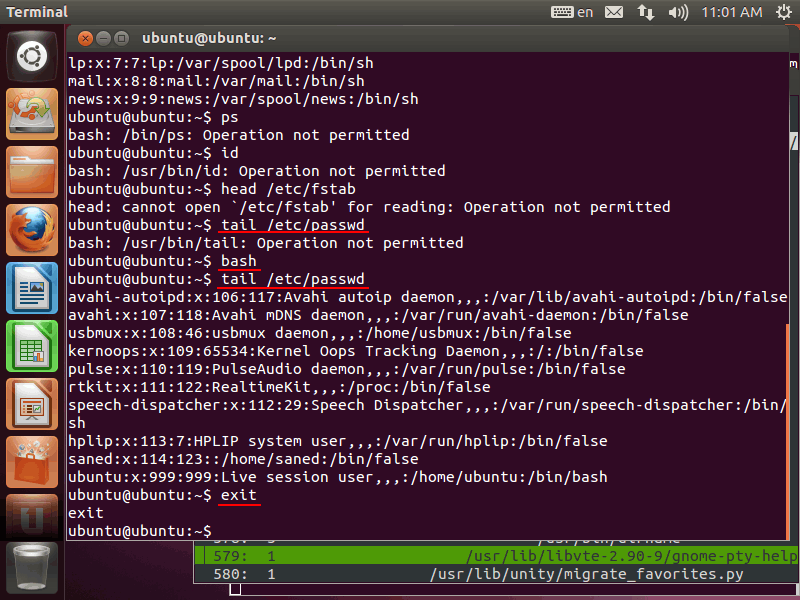 Terminal
en
11:01 AM
ubuntu@ubuntu: ~
lp:x:7:7:lp:/var/spool/lpd:/bin/sh
mail:x:8:8:mail:/var/mail:/bin/sh
news:x:9:9:news:/var/spool/news:/bin/sh
ubuntu@ubuntu:~$ ps
bash: /bin/ps: Operation not permitted
ubuntu@ubuntu:~$ id
bash: /usr/bin/id: Operation not permitted
ubuntu@ubuntu:~$ head /etc/fstab
head: cannot open `/etc/fstab' for reading: Operation not permitted
ubuntu@ubuntu:~$ tail /etc/passwd
bash: /usr/bin/tail: Operation not permitted
ubuntu@ubuntu:~$ bash
ubuntu@ubuntu:~$ tail /etc/passwd
avahi-autoipd:x:106:117:Avahi autoip daemon,,,:/var/lib/avahi-autoipd:/bin/false
avahi:x:107:118:Avahi mDNS daemon,,,:/var/run/avahi-daemon:/bin/false
usbmux:x:108:46:usbmux daemon,,,:/home/usbmux:/bin/false
kernoops:x:109:65534:Kernel Oops Tracking Daemon,,,:/:/bin/false
pulse:x:110:119:PulseAudio daemon,,,:/var/run/pulse:/bin/false
rtkit:x:111:122:RealtimeKit,,,:/proc:/bin/false
speech-dispatcher:x:112:29:Speech Dispatcher,,,:/var/run/speech-dispatcher:/bin/
sh
hplip:x:113:7:HPLIP system user,,,:/var/run/hplip:/bin/false
saned:x:114:123::/home/saned:/bin/false
ubuntu:x:999:999:Live session user,,,:/home/ubuntu:/bin/bash
ubuntu@ubuntu:~$ exit
exit
ubuntu@ubuntu:~$
579: 1 /usr/lib/libvte-2.90-9/gnome-pty-help
580: 1 /usr/lib/unity/migrate_favorites.py